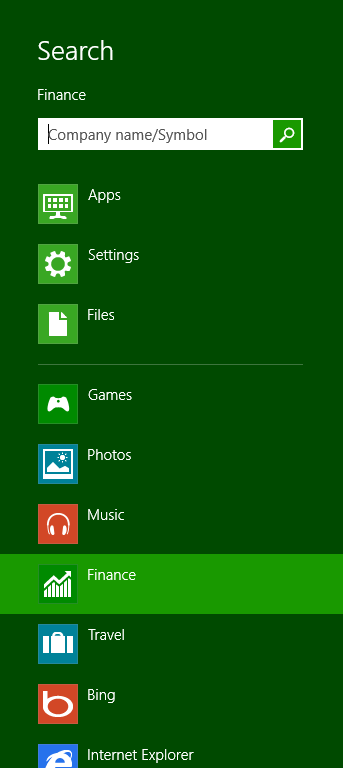 Search
Finance
Company name/Symbol
Apps
Settings
Files
Games
Photos
Music
Finance
Travel
Bing
Internet Explorer